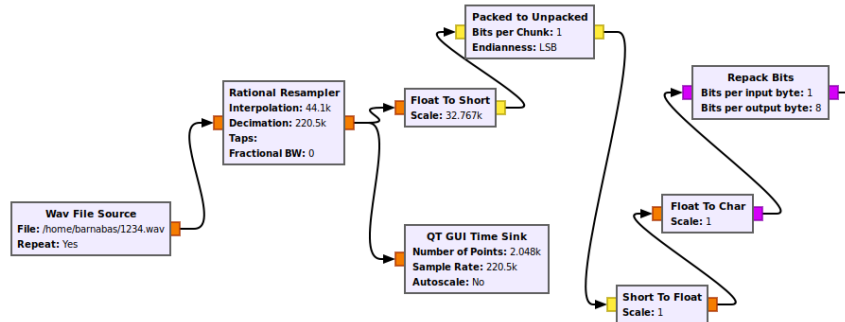 Wav File Source
File: /home/barnabas/1234.wav
Repeat: Yes
Rational Resampler
Interpolation: 44.1k
Decimation: 220.5k
Taps:
Fractional BW: 0
Float To Short
Scale: 32.767k
QT GUI Time Sink
Number of Points: 2.048k
Sample Rate: 220.5k
Autoscale: No
Packed to Unpacked
Bits per Chunk: 1
Endianness: LSB
Short To Float
Scale: 1
Float To Char
Scale: 1
Repack Bits
Bits per input byte: 1
Bits per output byte: 8